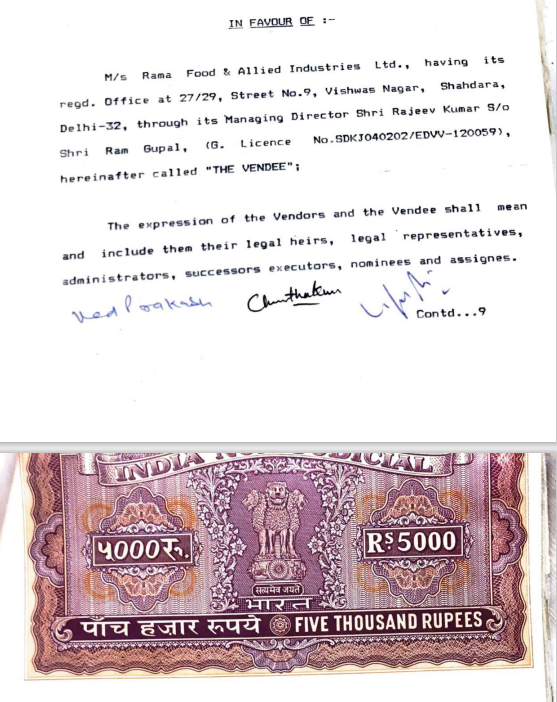 IN FAVOUR OF :-
M/s Rama Food & Allied Industries Ltd., having its
regd. Office at 27/29, Street No.9, Vishwas Nagar, Shahdara,
Delhi-32, through its Managing Director Shri Rajeev Kumar S/o
Shri Ram Gupal, (G. Licence No.SDKJ040202/EDVV-120059),
hereinafter called "THE VENDEE";
The expression of the Vendors and the Vendee shall mean
and include them their legal heirs, legal representatives,
administrators, successors executors, nominees and assignes.
Ved Prakash
Contd...9
INDIA NON JUDICIAL
५000रु.
Rs 5000
सत्यमेव जयते
भारत
पाँच हज़ार रुपये FIVE THOUSAND RUPEES